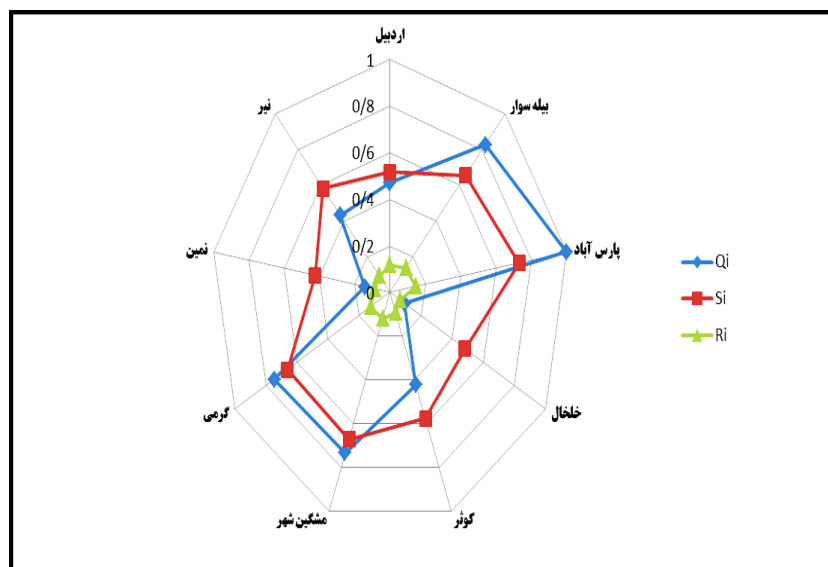 اردبیل
بیله سوار
پارس آباد
خلخال
کوثر
مشگین شهر
گرمی
نمین
نیر
1
0/8
0/6
0/4
0/2
0
Qi
Si
Ri